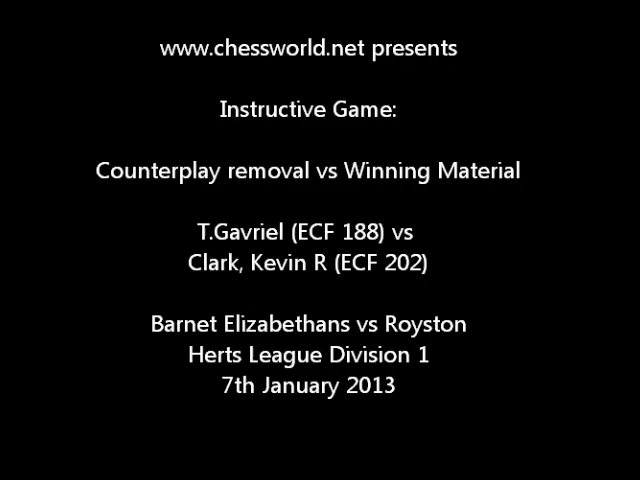 www.chessworld.net presents
Instructive Game:
Counterplay removal vs Winning Material
T.Gavriel (ECF 188) vs
Clark, Kevin R (ECF 202)
Barnet Elizabethans vs Royston
Herts League Division 1
7th January 2013